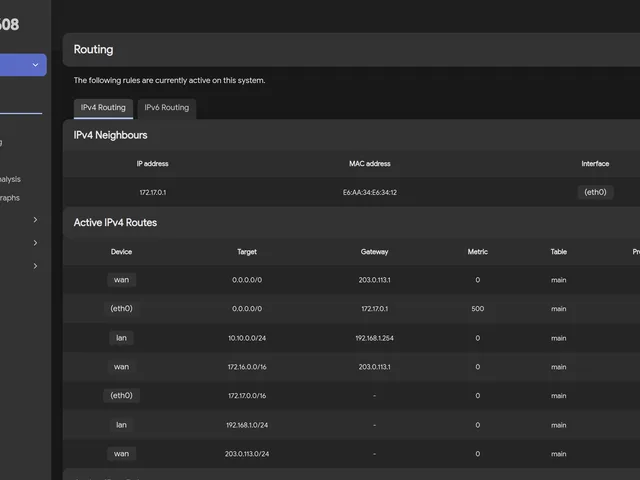 608
Routing
The following rules are currently active on this system.
IPv4 Routing IPv6 Routing
IPv4 Neighbours
IP address MAC address Interface
172.17.0.1 E6:AA:34:E6:34:12 (eth0)
nalysis
raphs
Active IPv4 Routes
Device Target Gateway Metric Table Pr
wan 0.0.0.0/0 203.0.113.1 0 main
(eth0) 0.0.0.0/0 172.17.0.1 500 main
lan 10.10.0.0/24 192.168.1.254 0 main
wan 172.16.0.0/16 203.0.113.1 0 main
(eth0) 172.17.0.0/16 - 0 main
lan 192.168.1.0/24 - 0 main
wan 203.0.113.0/24 - 0 main